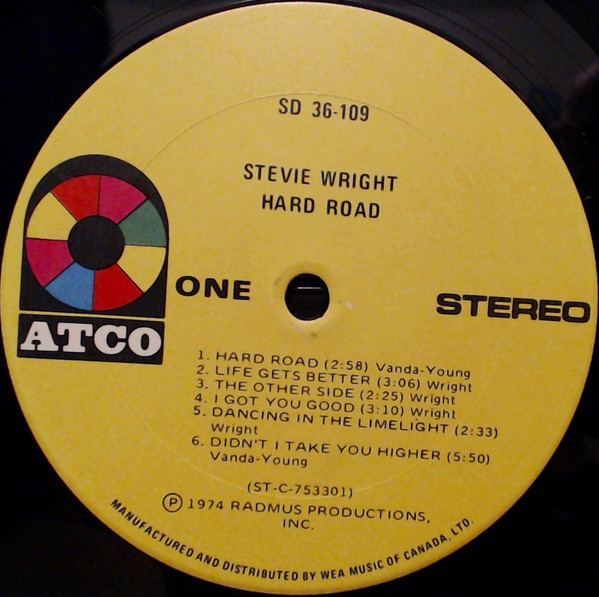 SD 36-109
STEVIE WRIGHT
HARD ROAD
ONE
STEREO
ATCO
1. HARD ROAD (2:58) Vanda-Young
2. LIFE GETS BETTER (3:06) Wright
3. THE OTHER SIDE (2:25) Wright
4. I GOT YOU GOOD (3:10) Wright
5. DANCING IN THE LIMELIGHT (2:33)
Wright
6. DIDN'T I TAKE YOU HIGHER (5:50)
Vanda-Young
(ST-C-753301)
Ⓟ 1974 RADMUS PRODUCTIONS,
INC.
MANUFACTURED AND DISTRIBUTED BY WEA MUSIC OF CANADA, LTD.